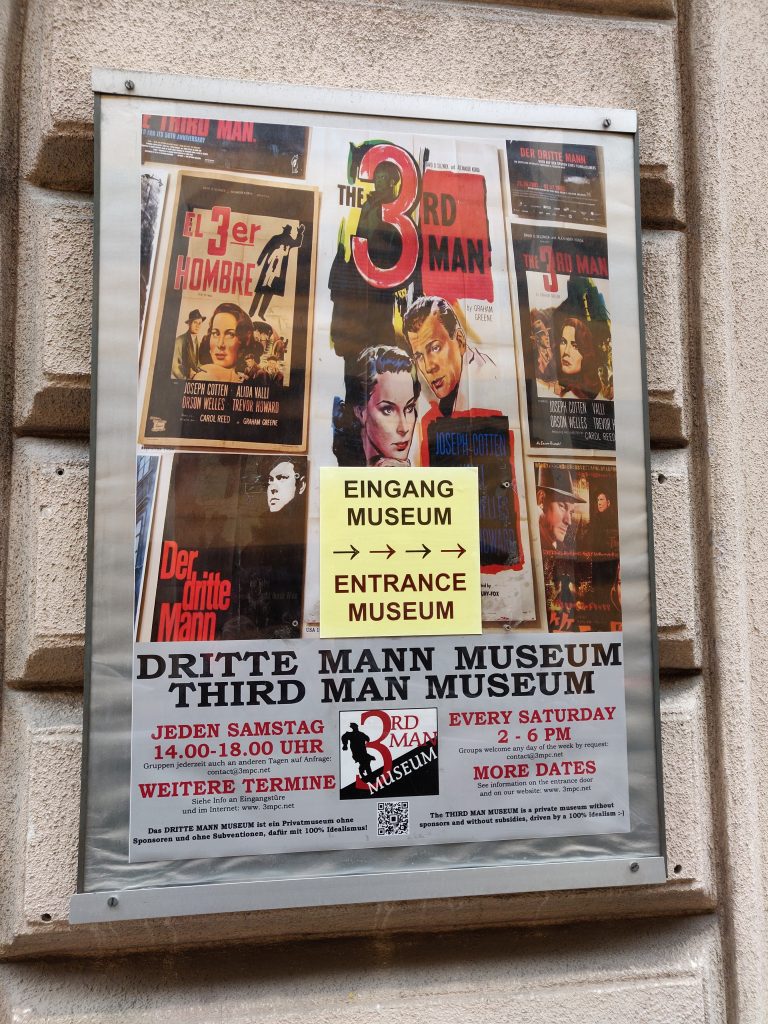 THE THIRD MAN.
DER DRITTE MANN
EL 3er
HOMBRE
JOSEPH COTTEN ALIDA VALLI
ORSON WELLES TREVOR HOWARD
CAROL REED GRAHAM GREENE
THE 3RD
MAN
by GRAHAM
GREENE
JOSEPH COTTEN
THE 3RD MAN
JOSEPH COTTEN VALLI
ORSON WELLES TREVOR H
CAROL REED
Der
dritte
Mann
EINGANG
MUSEUM
→ → → →
ENTRANCE
MUSEUM
DRITTE MANN MUSEUM
THIRD MAN MUSEUM
JEDEN SAMSTAG
14.00-18.00 UHR
Gruppen jederzeit auch an anderen Tagen auf Anfrage:
contact@3mpc.net
WEITERE TERMINE
Siehe Info an Eingangstüre
und im Internet: www. 3mpc.net
Das DRITTE MANN MUSEUM ist ein Privatmuseum ohne
Sponsoren und ohne Subventionen, dafür mit 100% Idealismus!
3RD
MAN
MUSEUM
EVERY SATURDAY
2 - 6 PM
Groups welcome any day of the week by request:
contact@3mpc.net
MORE DATES
See information on the entrance door
and on our website: www. 3mpc.net
The THIRD MAN MUSEUM is a private museum without
sponsors and without subsidies, driven by a 100% Idealism :-)